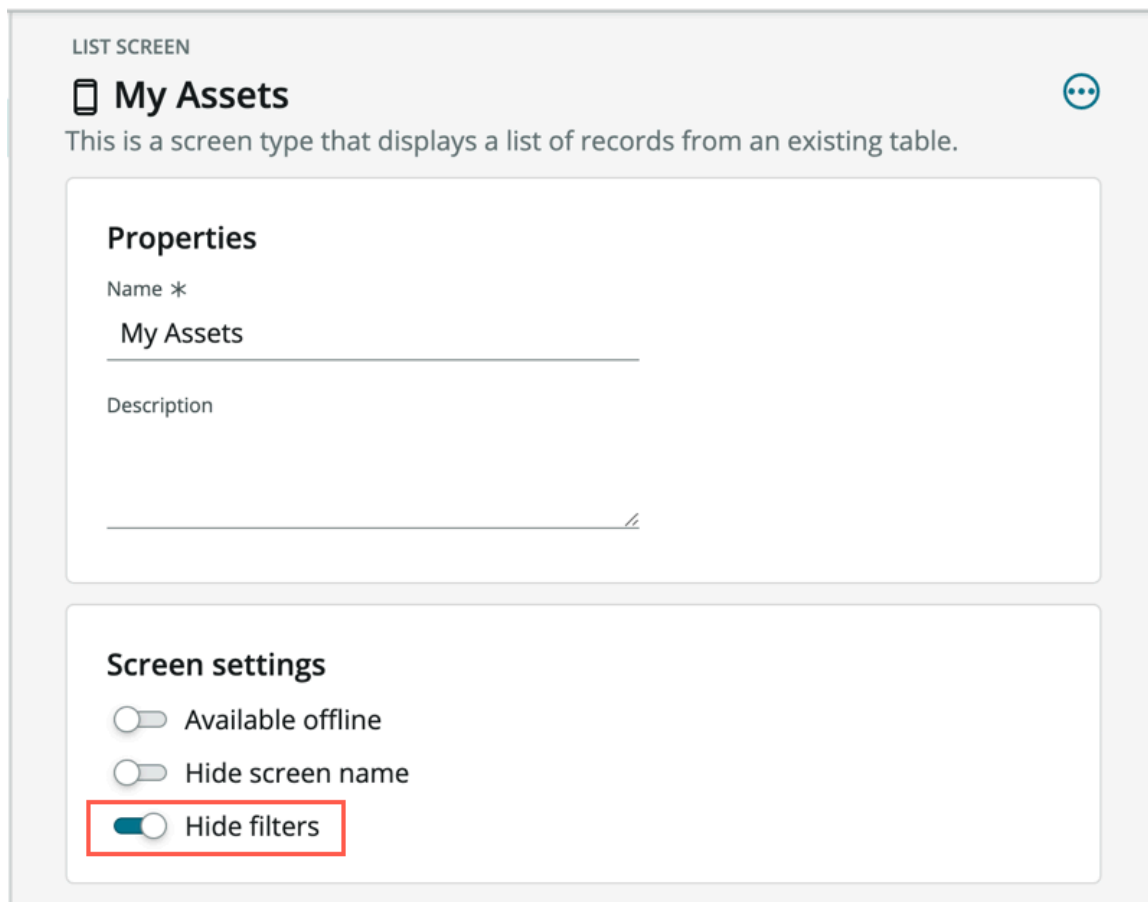 LIST SCREEN
My Assets
This is a screen type that displays a list of records from an existing table.
Properties
Name *
My Assets
Description
Screen settings
Available offline
Hide screen name
Hide filters